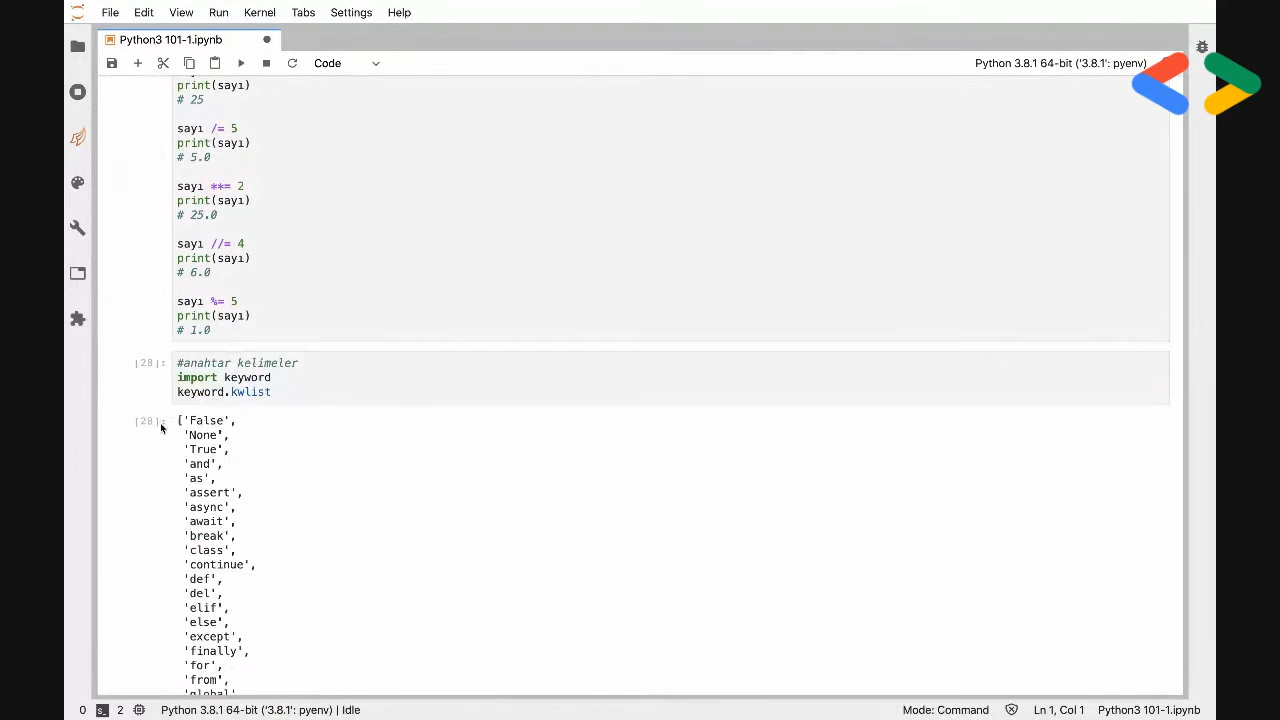 File Edit View Run Kernel Tabs Settings Help
Python3 101-1.ipynb
Code
Python 3.8.1 64-bit ('3.8.1': pyenv)
print(sayı)
# 25
sayı /= 5
print(sayı)
# 5.0
sayı **= 2
print(sayı)
# 25.0
sayı //= 4
print(sayı)
# 6.0
sayı %= 5
print(sayı)
# 1.0
[28]:
#anahtar kelimeler
import keyword
keyword.kwlist
[28]:
['False',
'None',
'True',
'and',
'as',
'assert',
'async',
'await',
'break',
'class',
'continue',
'def',
'del',
'elif',
'else',
'except',
'finally',
'for',
'from',
'global'
0 2 Python 3.8.1 64-bit ('3.8.1': pyenv) | Idle
Mode: Command Ln 1, Col 1 Python3 101-1.ipynb